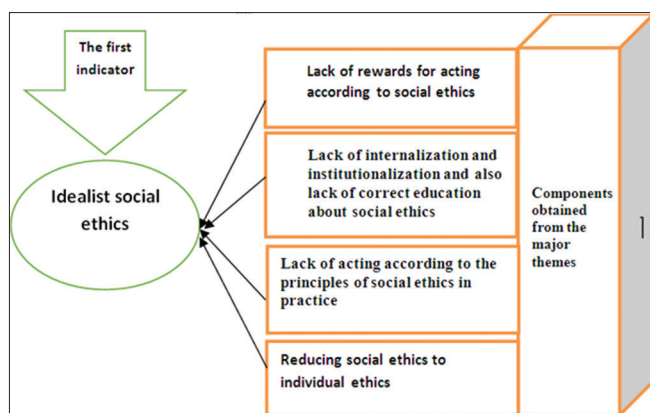 The first
indicator
Idealist social
ethics
Lack of rewards for acting
according to social ethics
Lack of internalization and
institutionalization and also
lack of correct education
about social ethics
Lack of acting according to the
principles of social ethics in
practice
Reducing social ethics to
individual ethics
Components
obtained
from the
major
themes